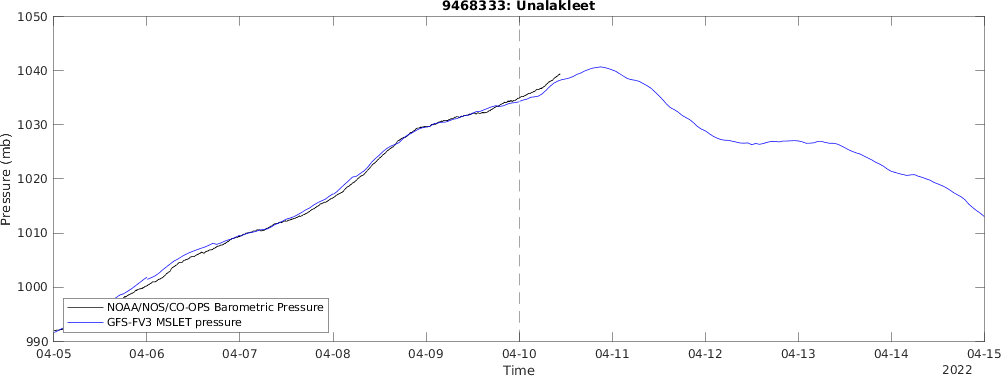 9468333: Unalakleet
1050
1040
1030
1020
1010
1000
990
Pressure (mb)
NOAA/NOS/CO-OPS Barometric Pressure
GFS-FV3 MSLET pressure
04-05 04-06 04-07 04-08 04-09 04-10 04-11 04-12 04-13 04-14 04-15
Time
2022